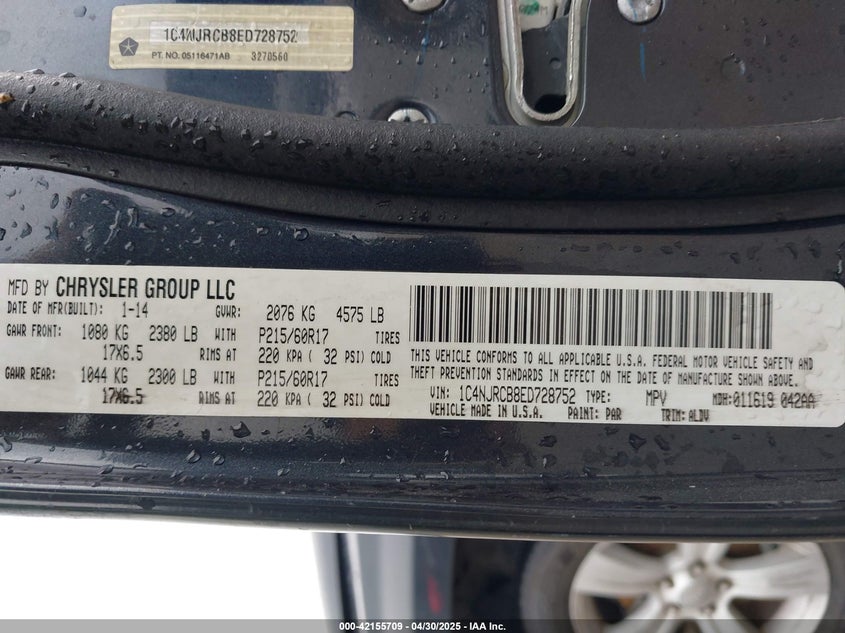 1C4NJRCB8ED728752
PT. NO. 05116471AB 3270560
MFD BY CHRYSLER GROUP LLC
DATE OF MFR(BUILT): 1-14 GVWR: 2076 KG 4575 LB
GAWR FRONT: 1080 KG 2380 LB WITH P215/60R17 TIRES
17X6.5 RIMS AT 220 KPA ( 32 PSI) COLD
GAWR REAR: 1044 KG 2300 LB WITH P215/60R17 TIRES
17X6.5 RIMS AT 220 KPA ( 32 PSI) COLD
THIS VEHICLE CONFORMS TO ALL APPLICABLE U.S.A. FEDERAL MOTOR VEHICLE SAFETY AND
THEFT PREVENTION STANDARDS IN EFFECT ON THE DATE OF MANUFACTURE SHOWN ABOVE.
VIN: 1C4NJRCB8ED728752 TYPE: MPV MDH: 011619 042AA
VEHICLE MADE IN U.S.A. PAINT: PAR TRIM: ALDV
000-42155709 - 04/30/2025 - IAA Inc.